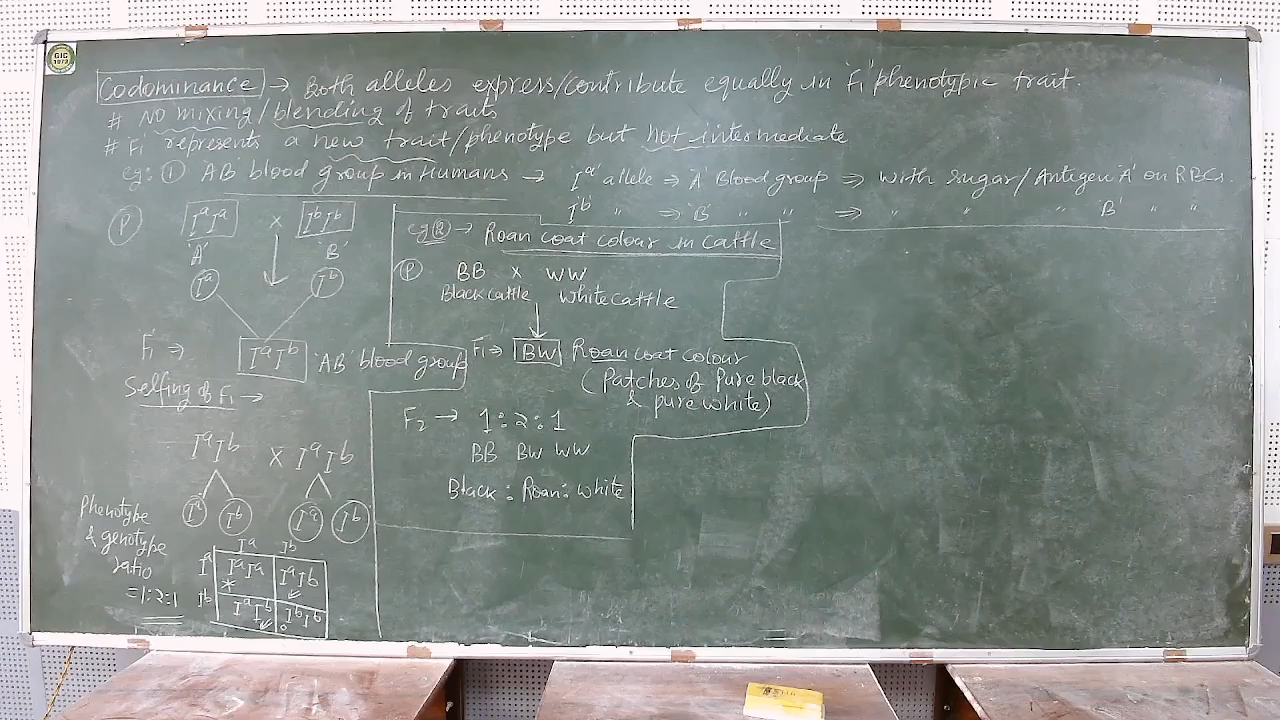 GIC
1972
Codominance → Both alleles express/contribute equally in 'F1' phenotypic trait.
# No mixing/blending of traits
# 'F1' represents a new trait/phenotype but not intermediate
eg: ① 'AB' blood group in Humans → Iᵃ allele ⇒ 'A' Blood group ⇒ with sugar/Antigen 'A' on RBCs.
Iᵇ " ⇒ 'B' " " ⇒ " " " 'B' " "
Ⓟ IᵃIᵃ × IᵇIᵇ
'A' 'B'
Iᵃ Iᵇ
'F1' ⇒ IᵃIᵇ 'AB' blood group
Selfing of F1 →
IᵃIᵇ × IᵃIᵇ
Iᵃ Iᵇ Iᵃ Iᵇ
Phenotype
& genotype
ratio
= 1:2:1
Iᵃ Iᵇ
Iᵃ IᵃIᵃ IᵃIᵇ
Iᵇ IᵃIᵇ IᵇIᵇ
eg ② → Roan coat colour in cattle
Ⓟ BB × WW
Black cattle White cattle
F1 ⇒ BW Roan coat colour
(Patches of Pure black
& pure white)
F2 → 1:2:1
BB BW WW
Black : Roan : white